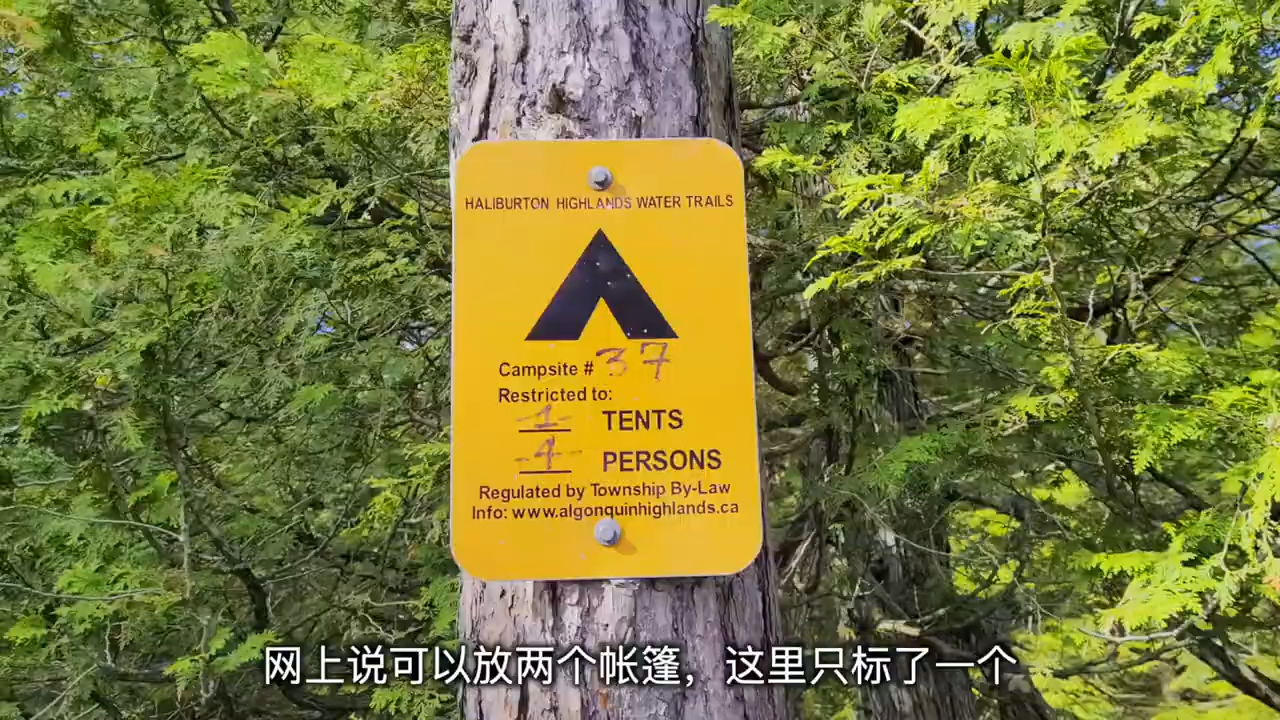 HALIBURTON HIGHLANDS WATER TRAILS
Campsite # 37
Restricted to:
1 TENTS
4 PERSONS
Regulated by Township By-Law
Info: www.algonquinhighlands.ca
网上说可以放两个帐篷，这里只标了一个